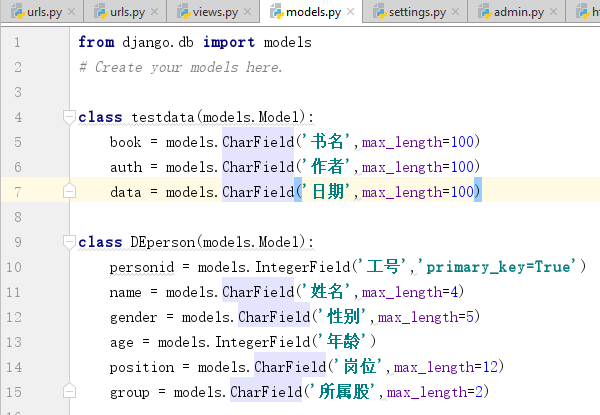 urls.py urls.py views.py models.py settings.py admin.py h
1 from django.db import models
2 # Create your models here.
3
4 class testdata(models.Model):
5 book = models.CharField('书名',max_length=100)
6 auth = models.CharField('作者',max_length=100)
7 data = models.CharField('日期',max_length=100)
8
9 class DEperson(models.Model):
10 personid = models.IntegerField('工号','primary_key=True')
11 name = models.CharField('姓名',max_length=4)
12 gender = models.CharField('性别',max_length=5)
13 age = models.IntegerField('年龄')
14 position = models.CharField('岗位',max_length=12)
15 group = models.CharField('所属股',max_length=2)